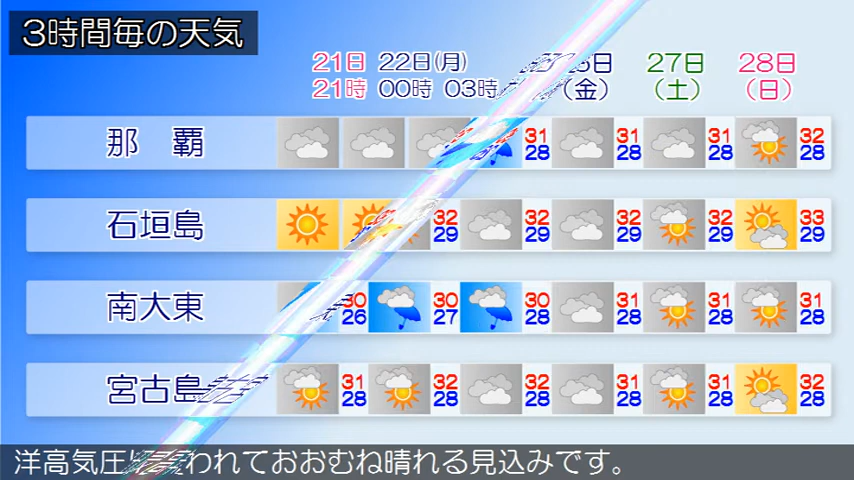 3時間毎の天気
21日 22日(月) 27日 28日
21時 00時 03時 (金) (土) (日)
那 覇 31 31 31 32
28 28 28 28
石垣島 32 32 32 32 33
29 29 29 29 29
南大東 30 30 30 31 31 31
26 27 28 28 28 28
宮古島 31 32 32 31 31 32
28 28 28 28 28 28
洋高気圧 われておおむね晴れる見込みです。